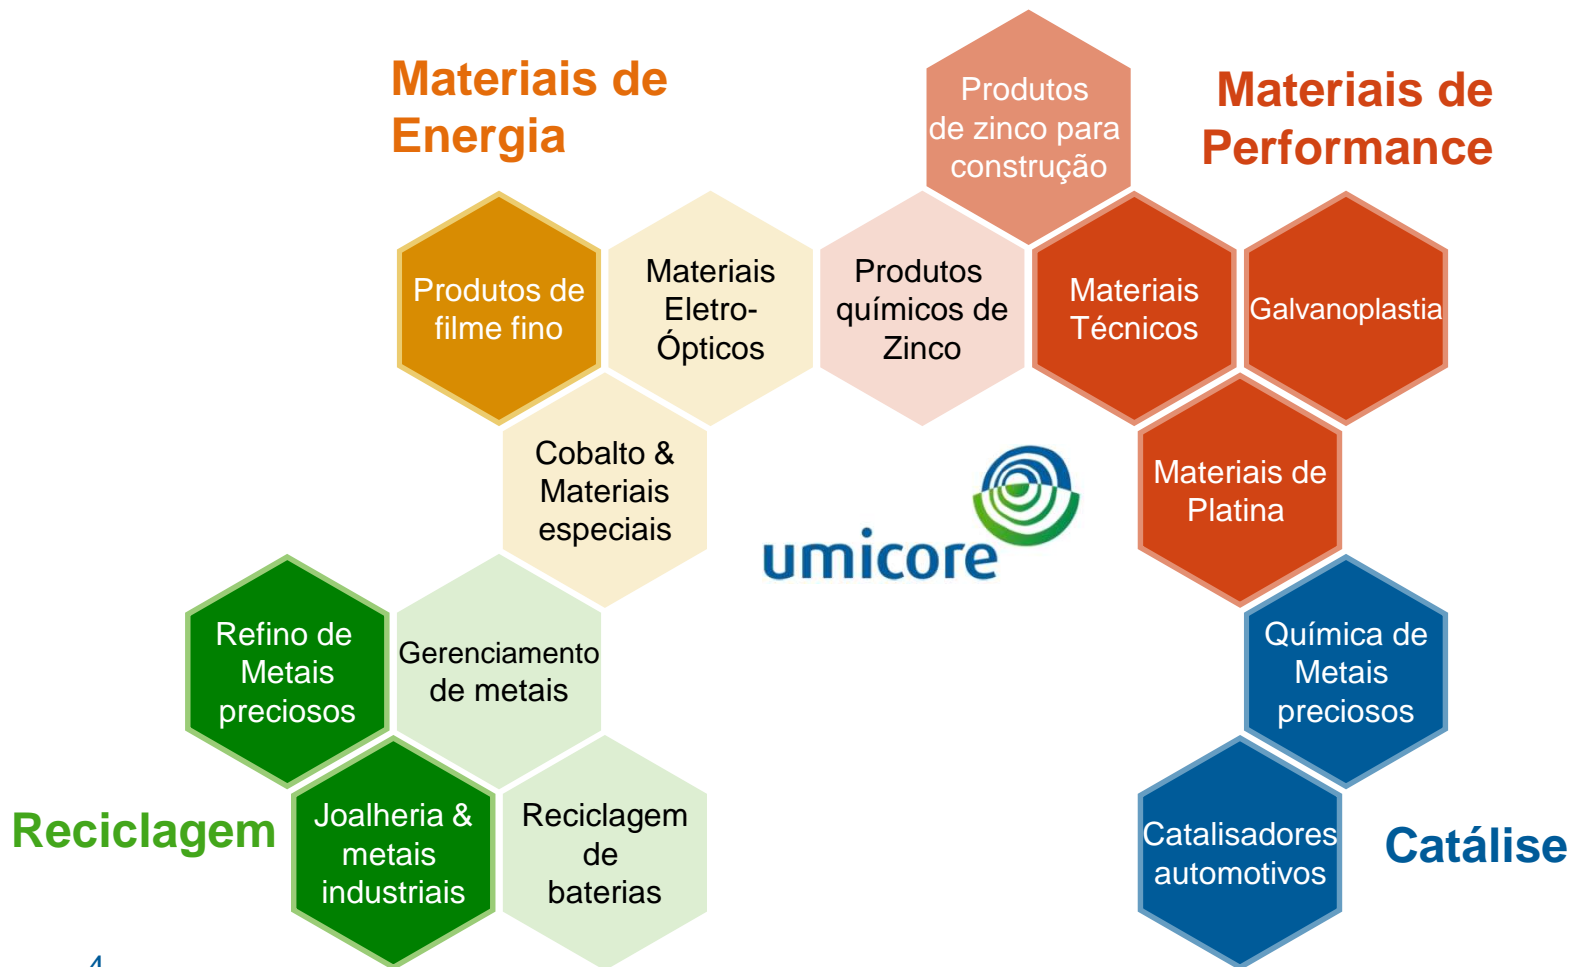 Materiais de
Energia
Produtos
de zinco para
construção
Materiais de
Performance
Produtos de
filme fino
Materiais
Eletro-
Ópticos
Produtos
químicos de
Zinco
Materiais
Técnicos
Galvanoplastia
Cobalto &
Materiais
especiais
umicore
Materiais de
Platina
Refino de
Metais
preciosos
Gerenciamento
de metais
Química de
Metais
preciosos
Reciclagem
Joalheria &
metais
industriais
Reciclagem
de
baterias
Catalisadores
automotivos
Catálise
4